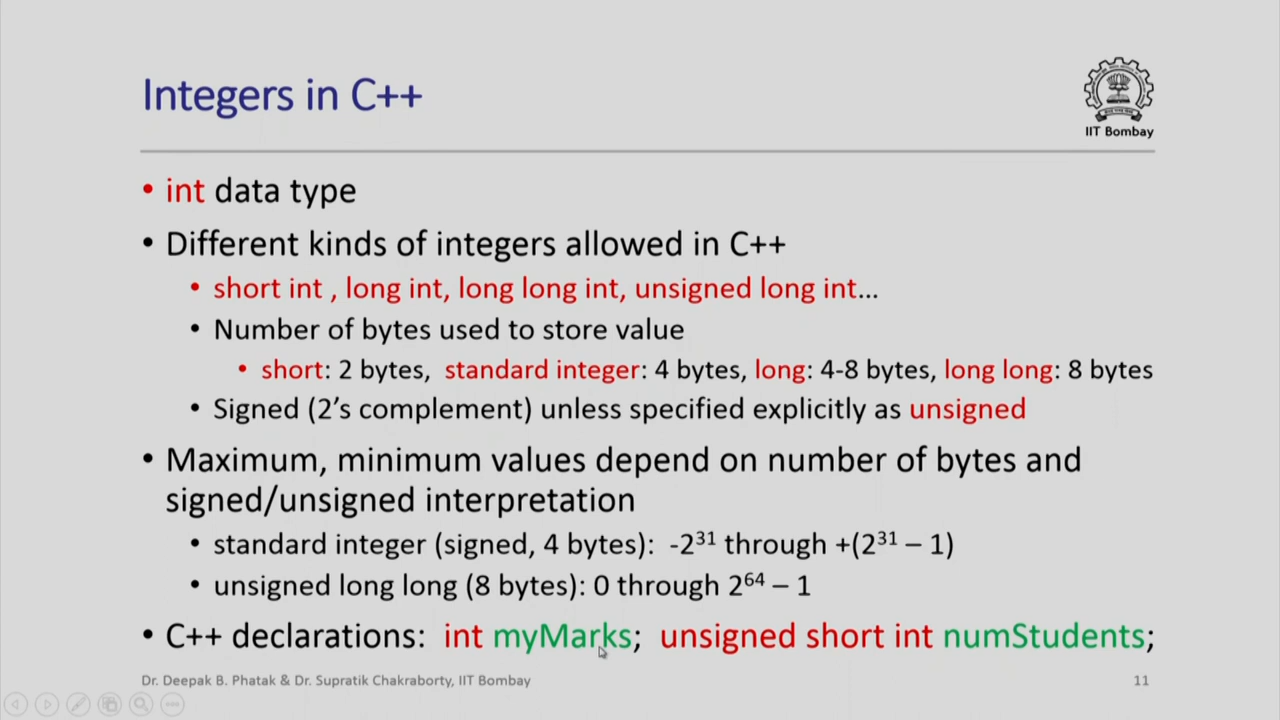 Integers in C++
IIT Bombay
• int data type
• Different kinds of integers allowed in C++
• short int , long int, long long int, unsigned long int…
• Number of bytes used to store value
• short: 2 bytes, standard integer: 4 bytes, long: 4-8 bytes, long long: 8 bytes
• Signed (2’s complement) unless specified explicitly as unsigned
• Maximum, minimum values depend on number of bytes and
signed/unsigned interpretation
• standard integer (signed, 4 bytes): -2³¹ through +(2³¹ – 1)
• unsigned long long (8 bytes): 0 through 2⁶⁴ – 1
• C++ declarations: int myMarks; unsigned short int numStudents;
Dr. Deepak B. Phatak & Dr. Supratik Chakraborty, IIT Bombay
11